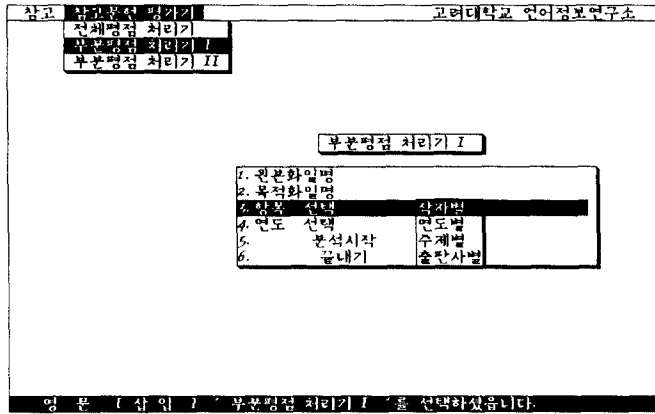 참고 참고문헌 평가기 고려대학교 언어정보연구소
전체평점 처리기
부분평점 처리기 I
부분평점 처리기 II
부분평점 처리기 I
1. 원본화일명
2. 목적화일명
3. 항목 선택 작자별
4. 연도 선택 연도별
5. 분석시작 주제별
6. 끝내기 출판사별
영 문 [ 삽 입 ] ´ 부분평점 처리기 I ´를 선택하셨읍니다.